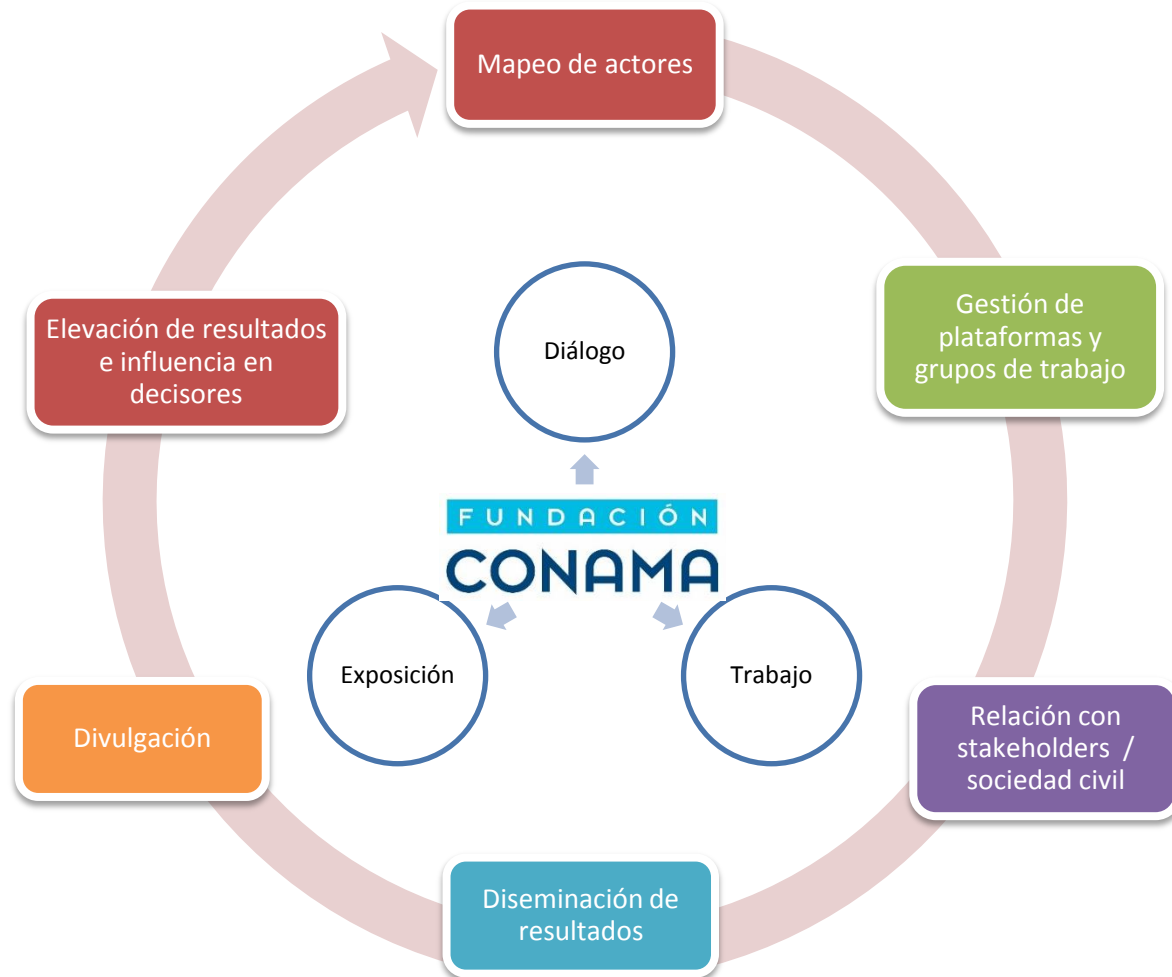 Mapeo de actores
Gestión de
plataformas y
grupos de trabajo
Relación con
stakeholders /
sociedad civil
Diseminación de
resultados
Divulgación
Elevación de resultados
e influencia en
decisores
Diálogo
FUNDACIÓN
CONAMA
Exposición
Trabajo